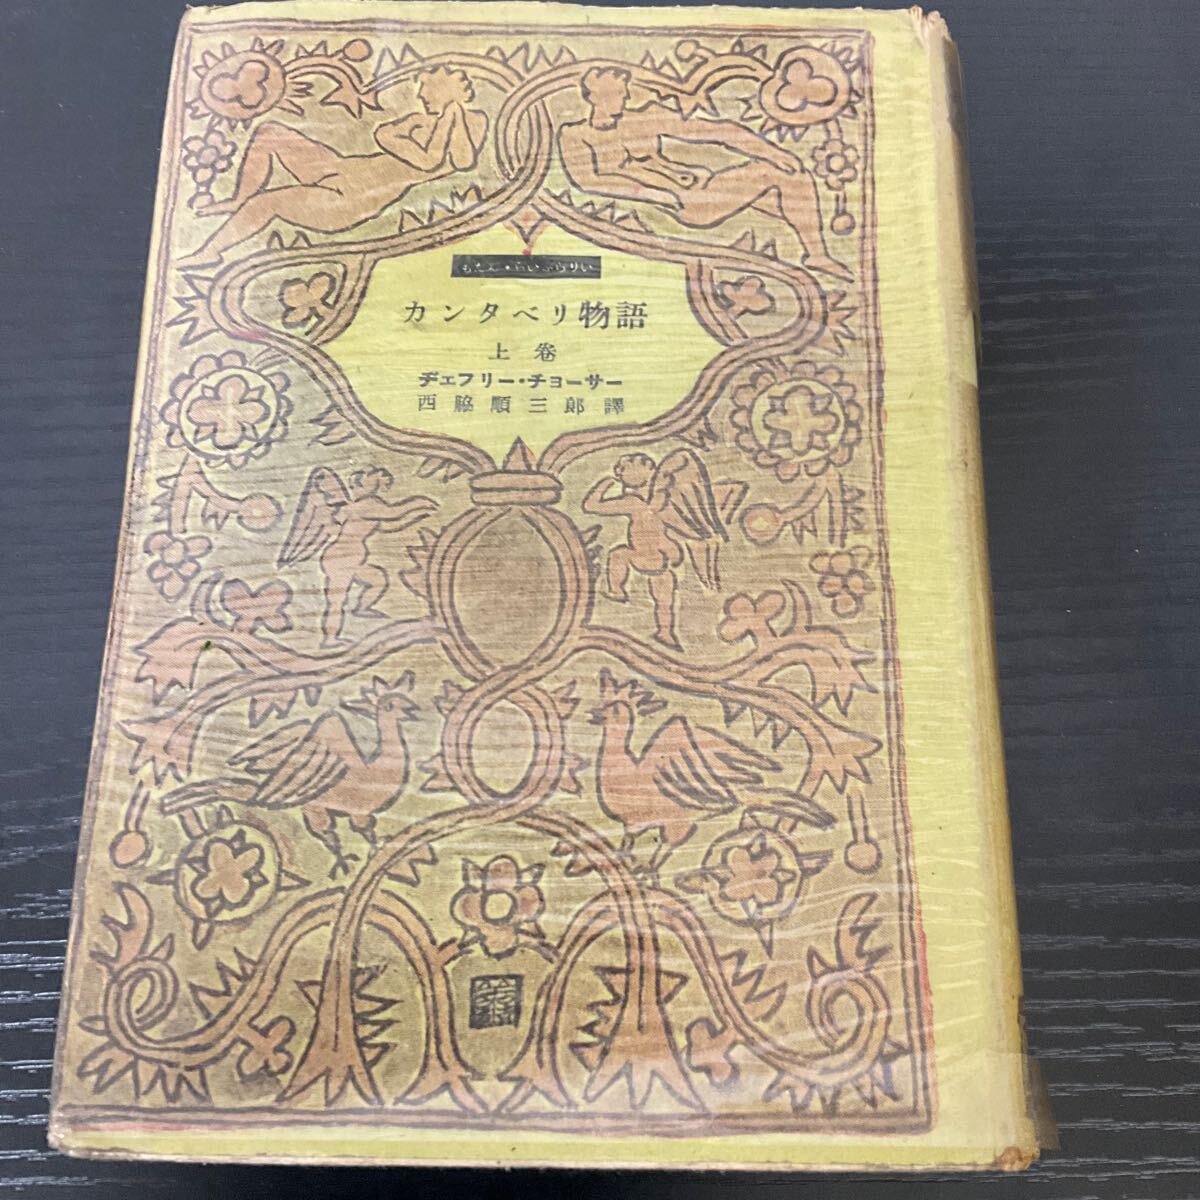 もだん・らいぶらりい
カンタベリ物語
上巻
ヂェフリー・チョーサー
西脇順三郎譯